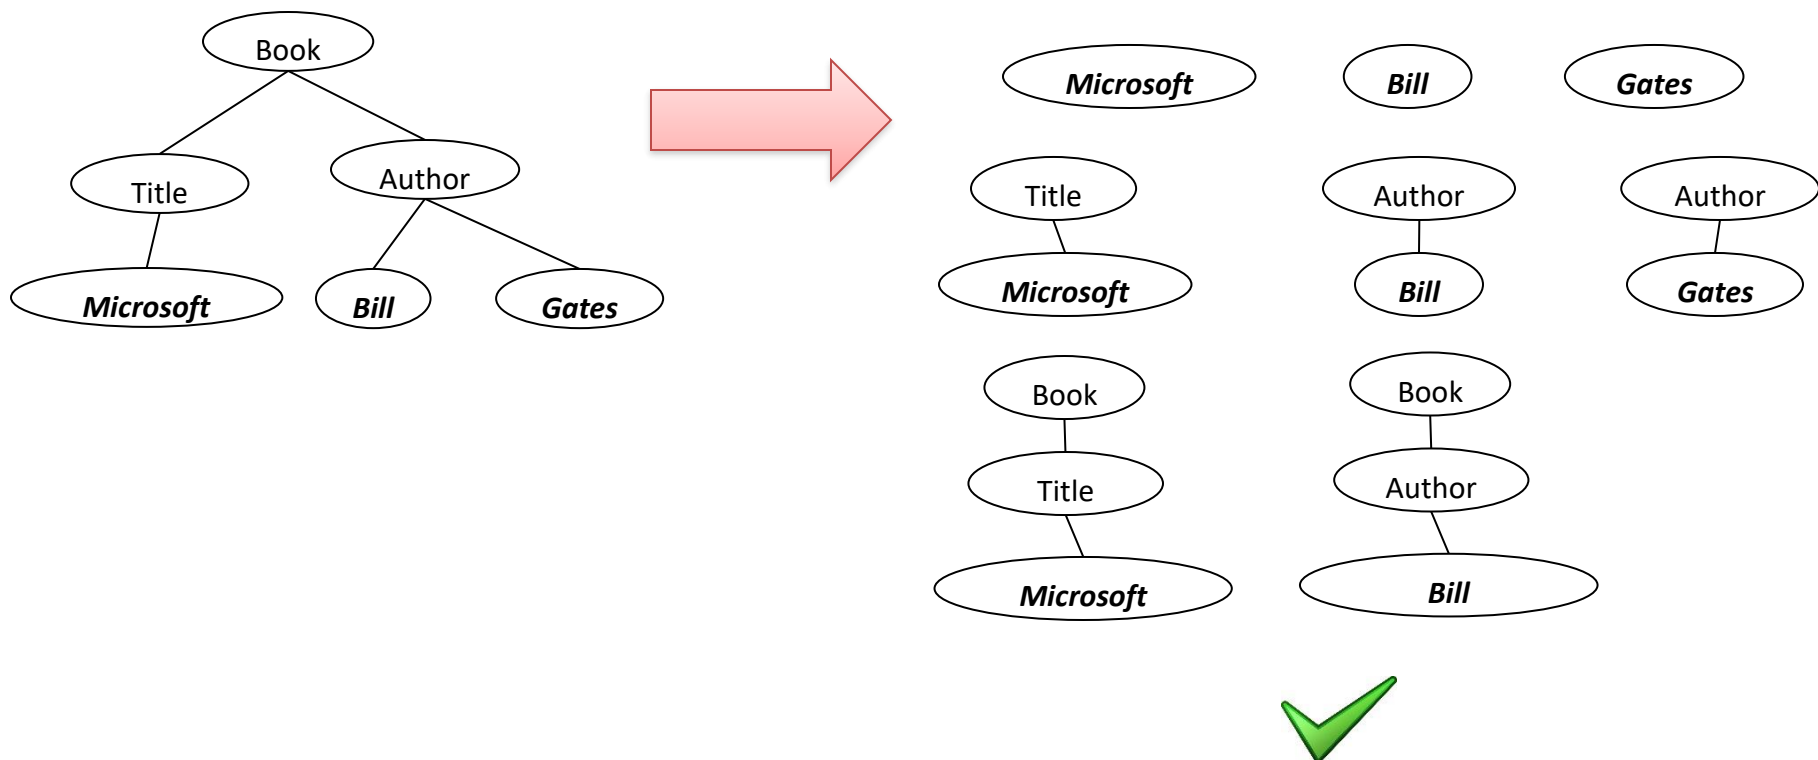 Book
Title
Author
Microsoft
Bill
Gates
Microsoft
Bill
Gates
Title
Author
Author
Microsoft
Bill
Gates
Book
Book
Title
Author
Microsoft
Bill